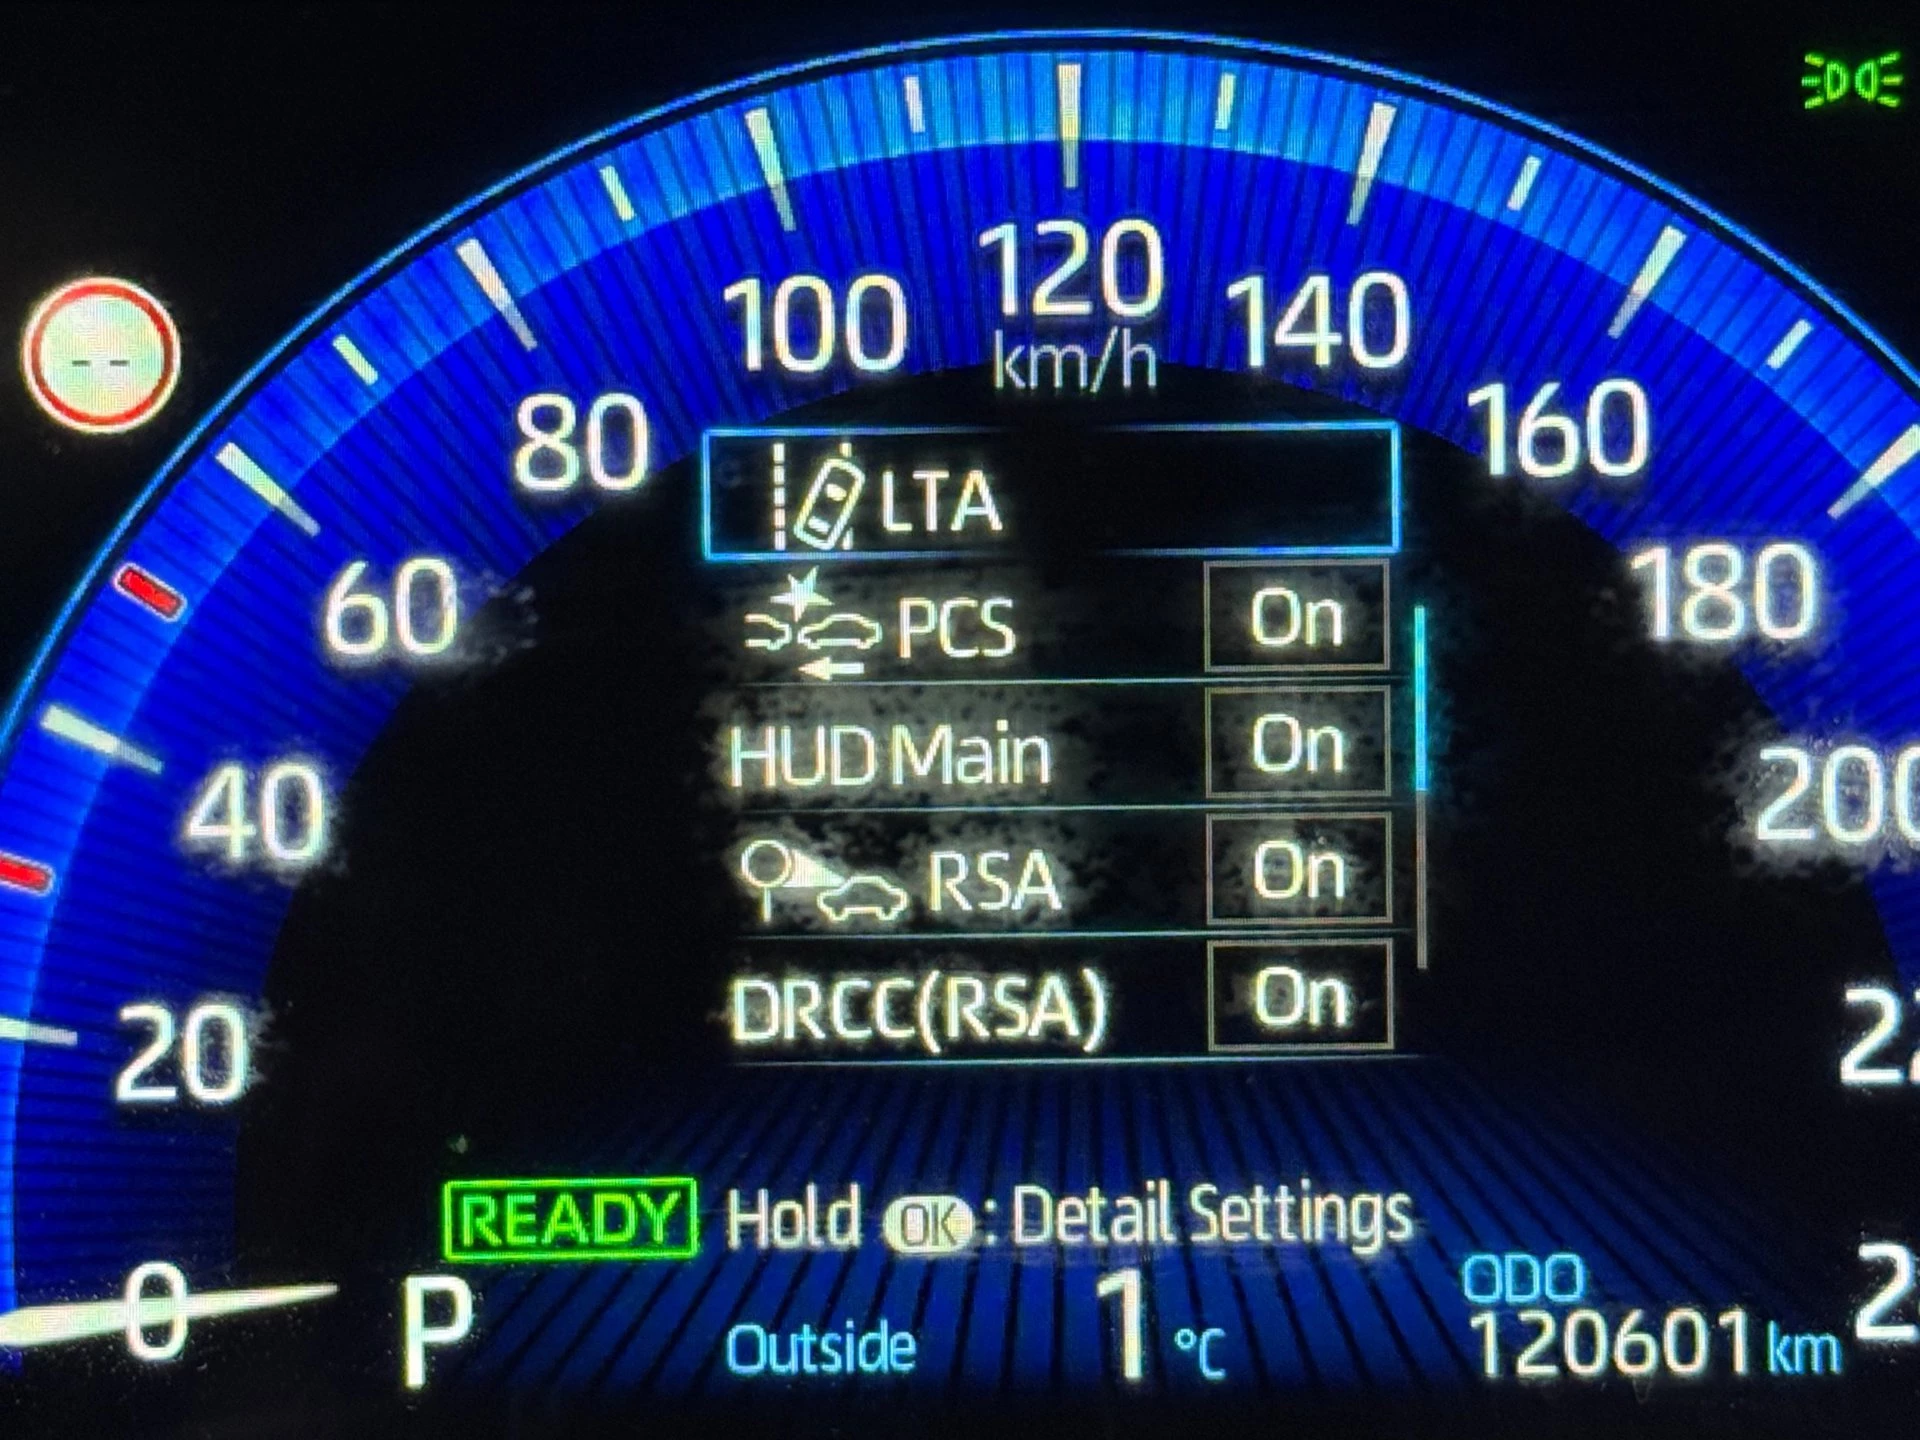 120
100
140
km/h
80
160
LTA
60
180
PCS On
HUD Main On
40
200
RSA On
DRCC(RSA) On
20
READY Hold OK : Detail Settings
0
P
Outside 1 °C
ODO
120601 km